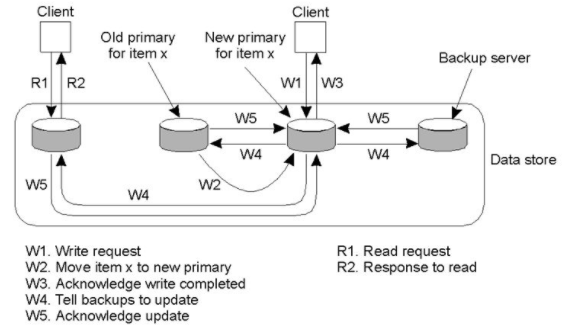 Client
Client
Old primary
for item x
New primary
for item x
Backup server
R1
R2
W1
W3
W5
W5
W4
W4
W5
W4
W2
Data store
W1. Write request
W2. Move item x to new primary
W3. Acknowledge write completed
W4. Tell backups to update
W5. Acknowledge update
R1. Read request
R2. Response to read